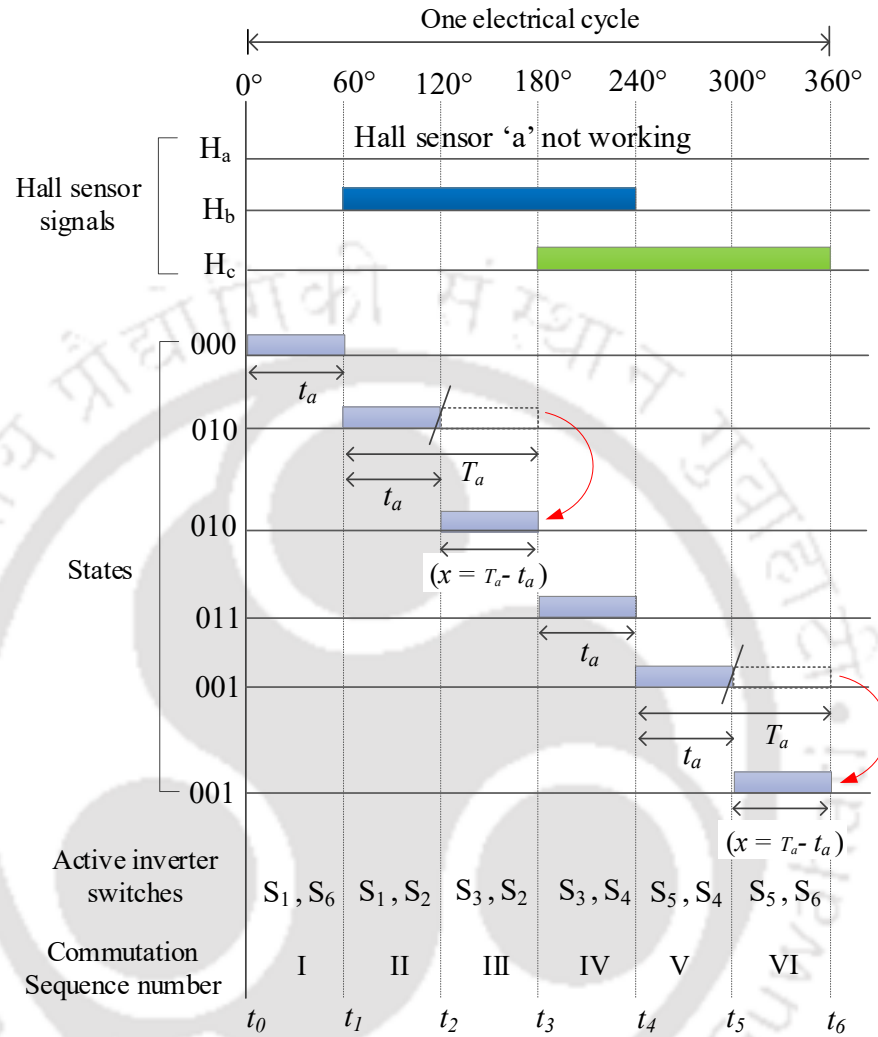 One electrical cycle
0° 60° 120° 180° 240° 300° 360°
Hall sensor ‘a’ not working
Hall sensor
signals
Hₐ
H_b
H_c
States
000
tₐ
010
Tₐ
tₐ
010
(x = Tₐ- tₐ)
011
tₐ
001
Tₐ
tₐ
001
(x = Tₐ- tₐ)
Active inverter
switches
S₁ , S₆ S₁ , S₂ S₃ , S₂ S₃ , S₄ S₅ , S₄ S₅ , S₆
Commutation
Sequence number
I II III IV V VI
t₀ t₁ t₂ t₃ t₄ t₅ t₆